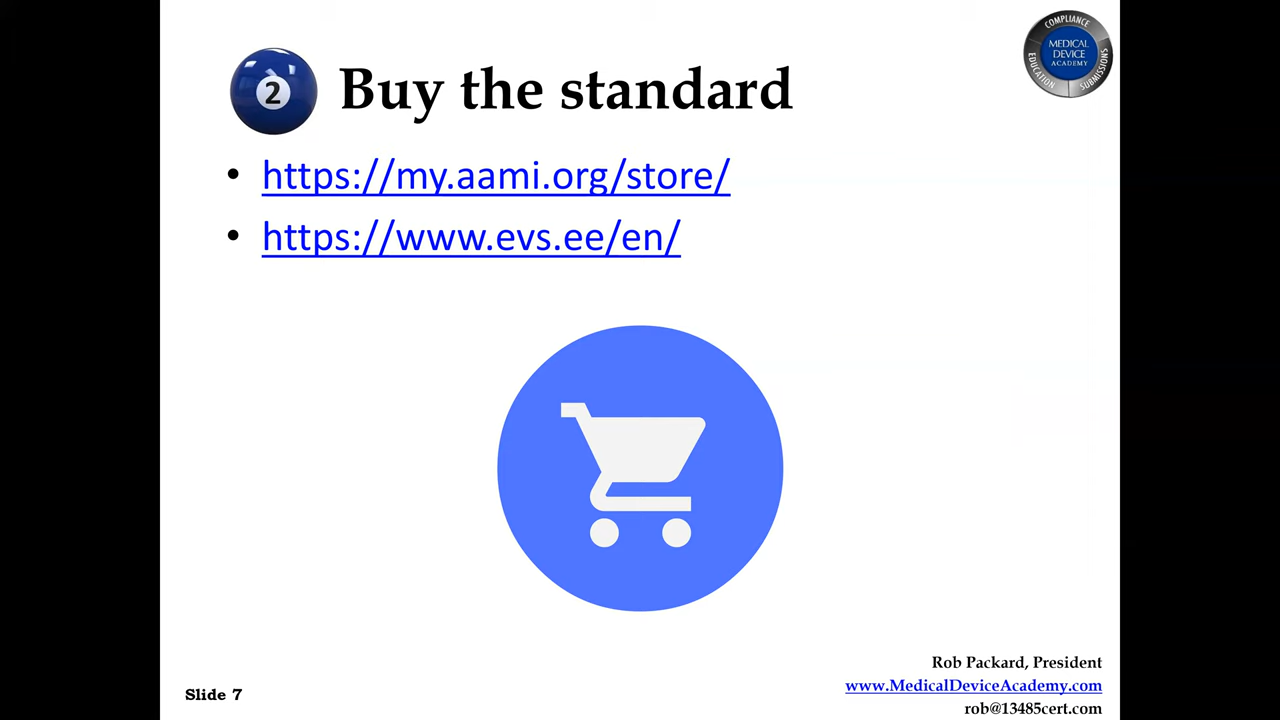 COMPLIANCE
MEDICAL
DEVICE
ACADEMY
EDUCATION
SUBMISSIONS
2
Buy the standard
• https://my.aami.org/store/
• https://www.evs.ee/en/
Rob Packard, President
www.MedicalDeviceAcademy.com
rob@13485cert.com
Slide 7